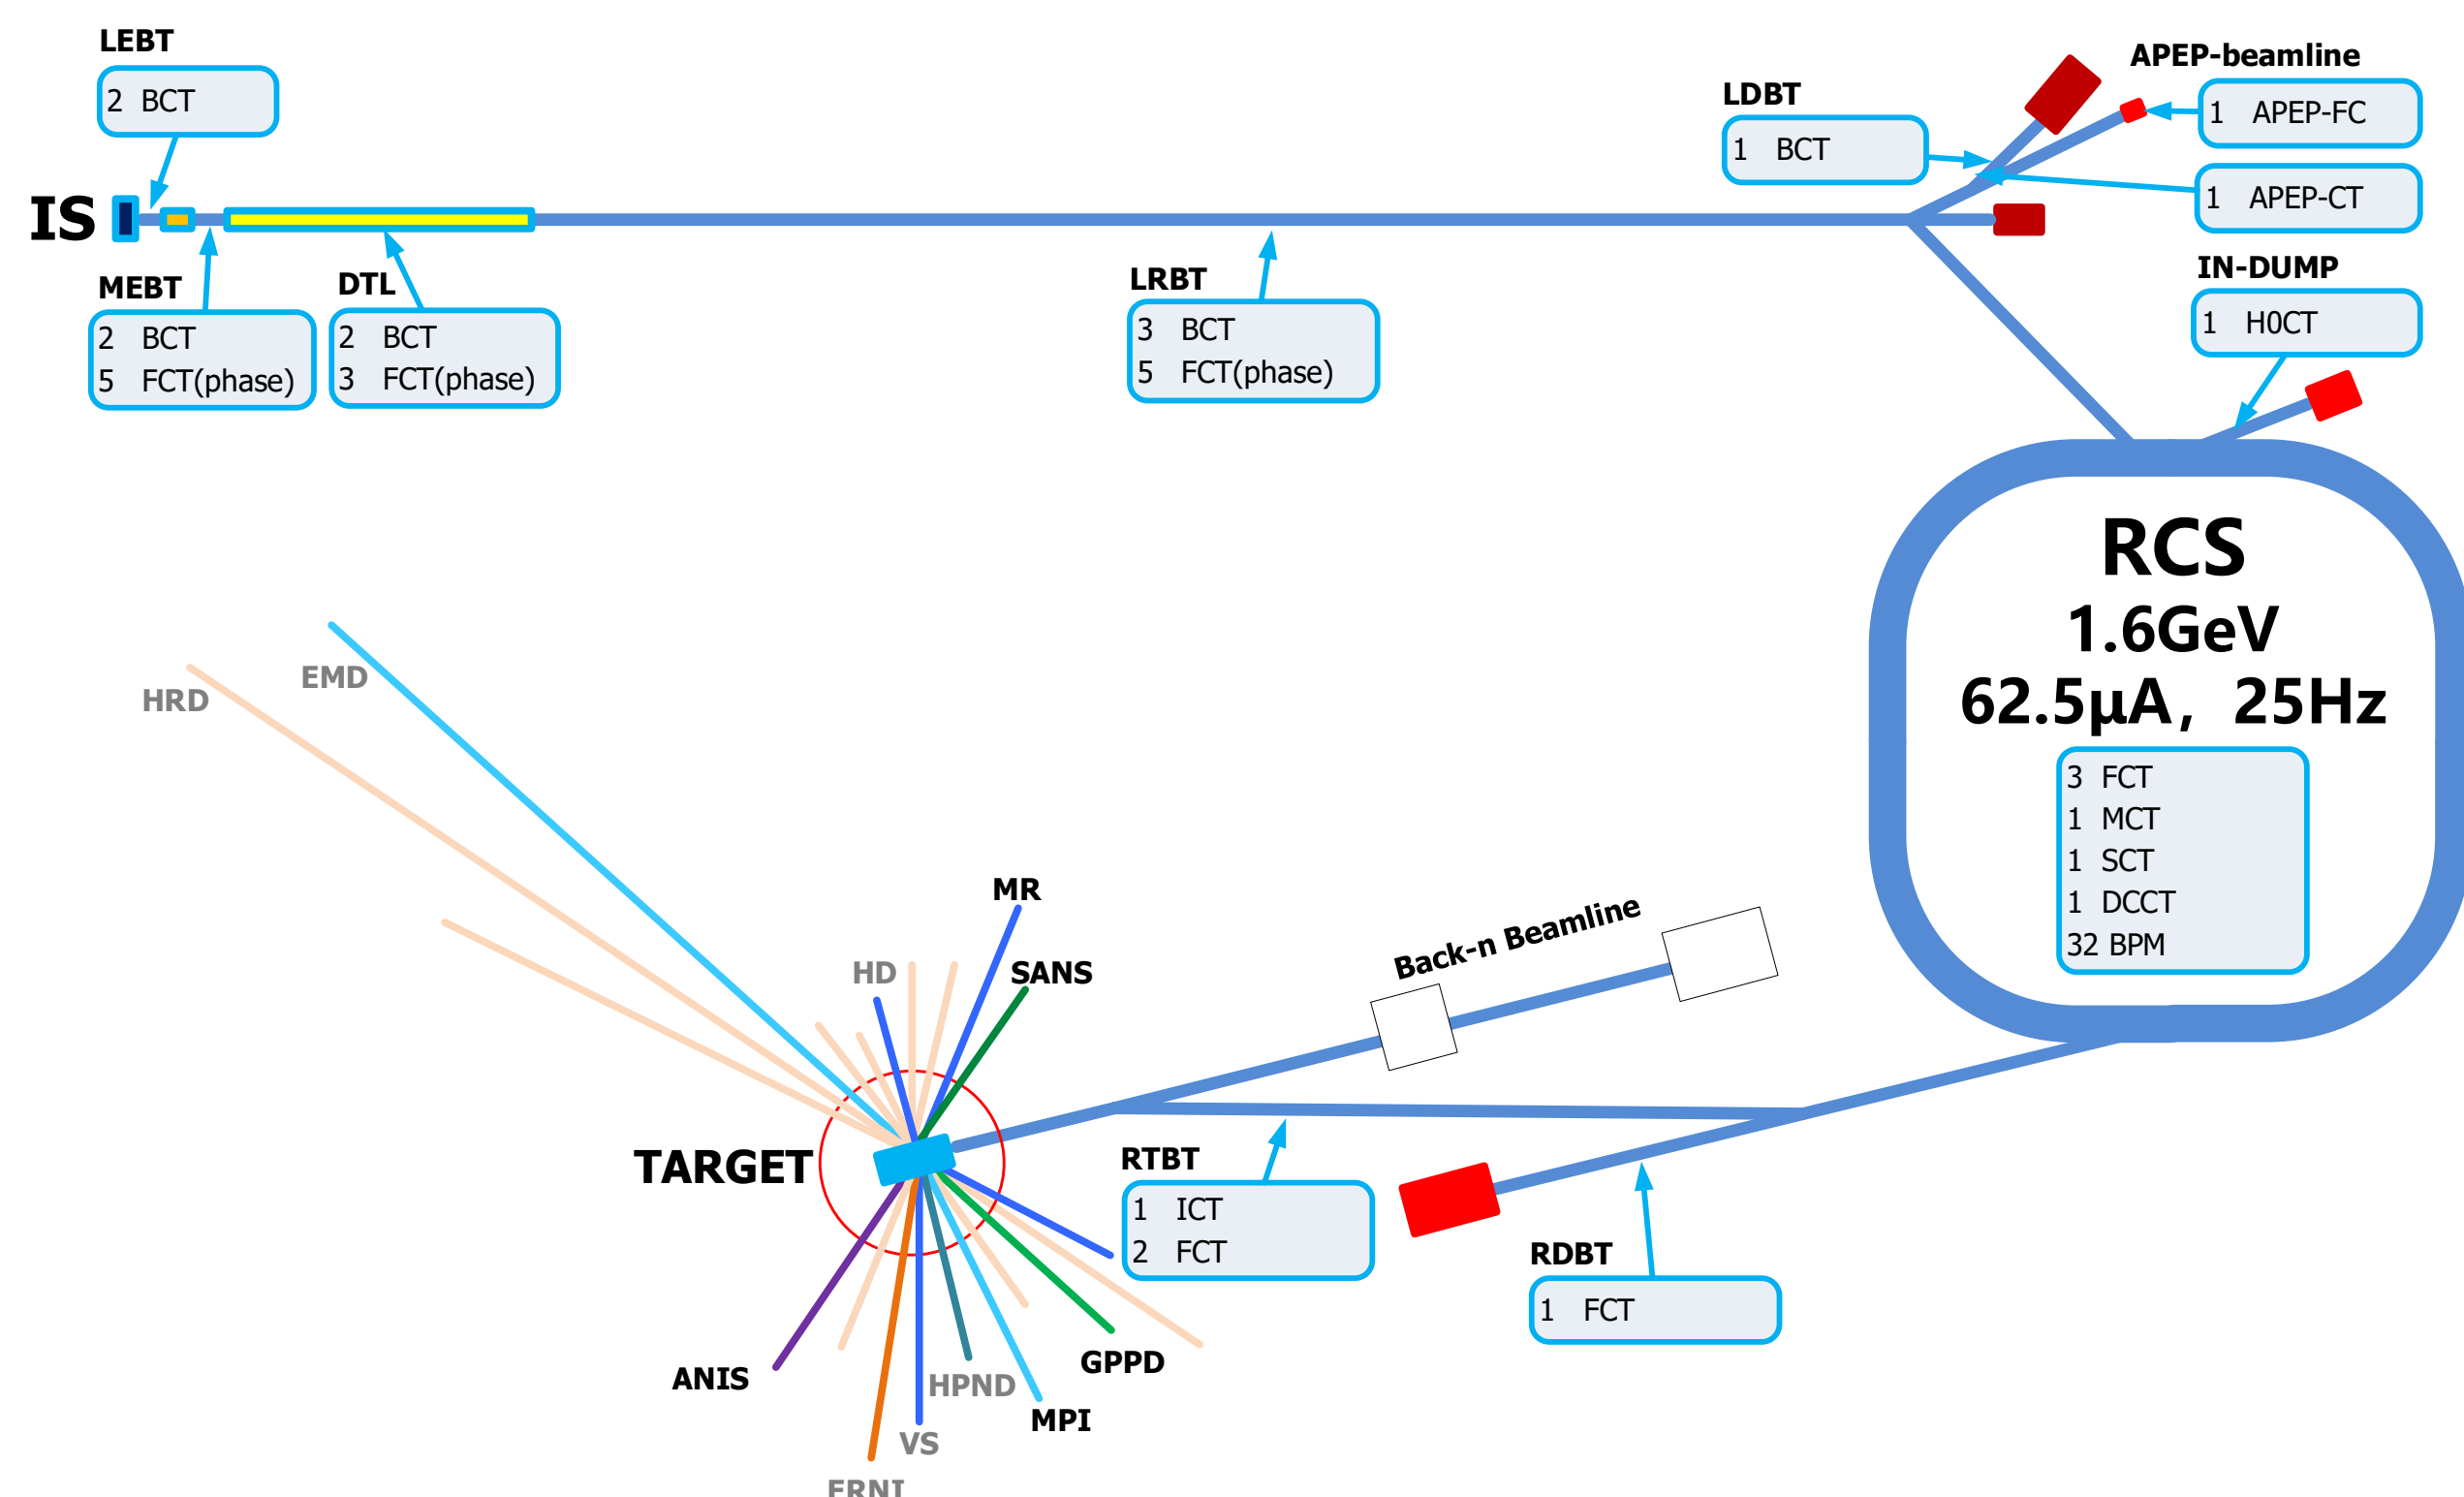 LEBT
2 BCT
IS
MEBT
2 BCT
5 FCT(phase)
DTL
2 BCT
3 FCT(phase)
LRBT
3 BCT
5 FCT(phase)
LDBT
1 BCT
APEP-beamline
1 APEP-FC
1 APEP-CT
IN-DUMP
1 H0CT
RCS
1.6GeV
62.5μA, 25Hz
3 FCT
1 MCT
1 SCT
1 DCCT
32 BPM
HRD
EMD
MR
HD
SANS
Back-n Beamline
TARGET
RTBT
1 ICT
2 FCT
RDBT
1 FCT
ANIS
HPND
GPPD
MPI
VS
ERNI